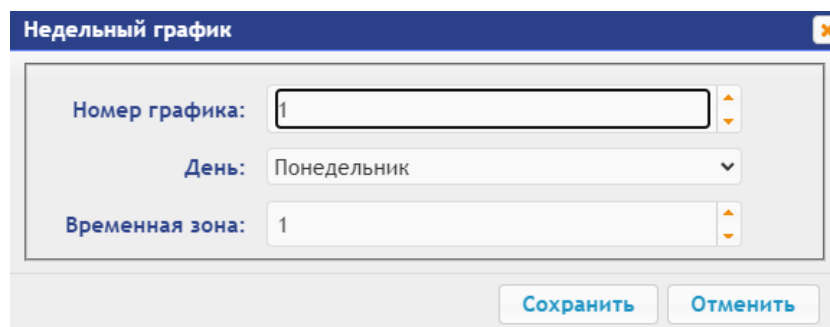 Недельный график
Номер графика: 1
День: Понедельник
Временная зона: 1
Сохранить Отменить